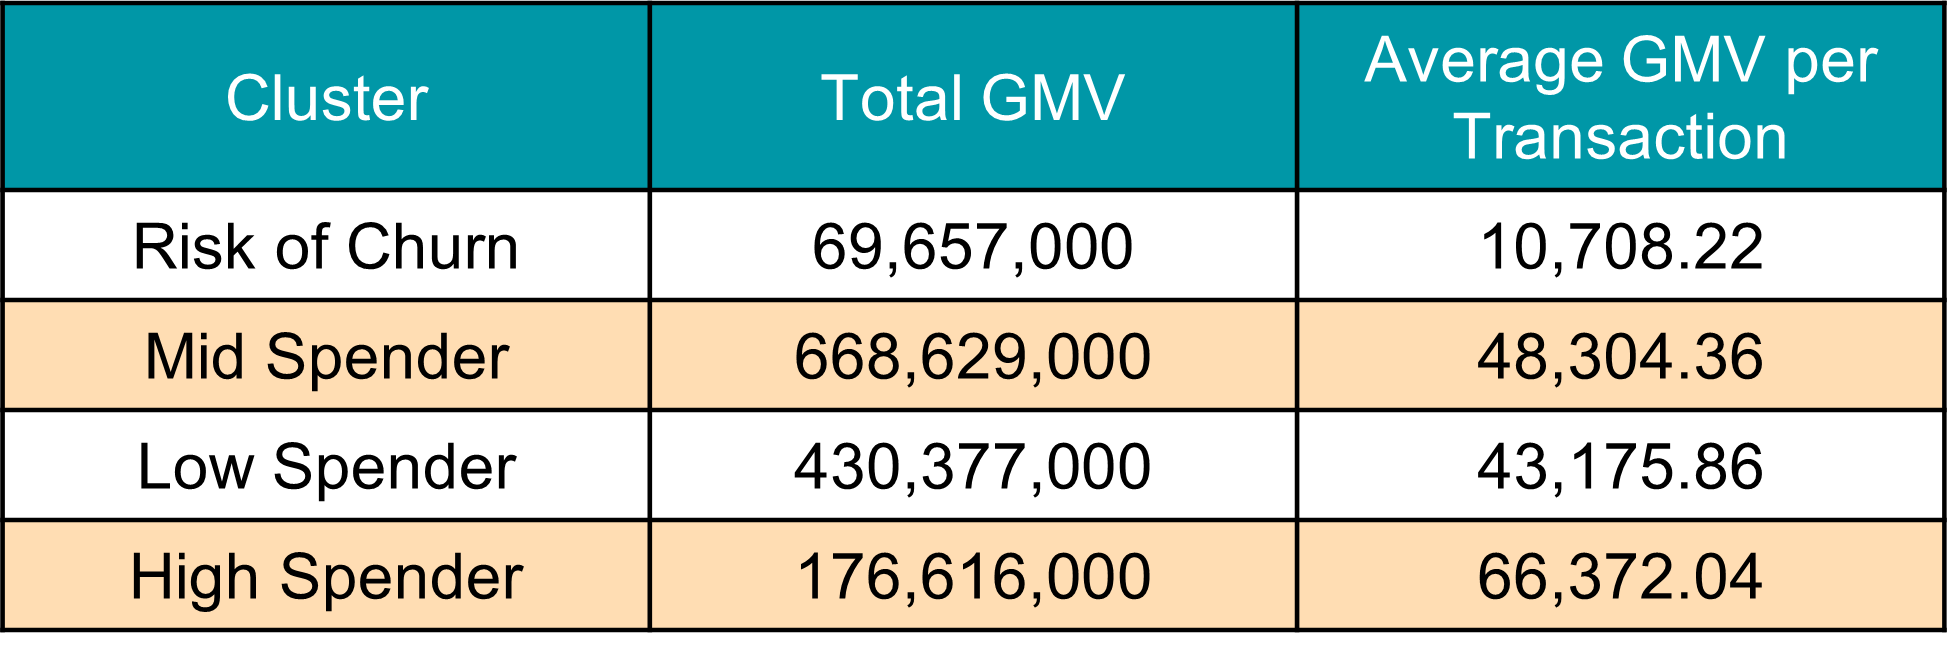 Cluster
Total GMV
Average GMV per
Transaction
Risk of Churn
69,657,000
10,708.22
Mid Spender
668,629,000
48,304.36
Low Spender
430,377,000
43,175.86
High Spender
176,616,000
66,372.04